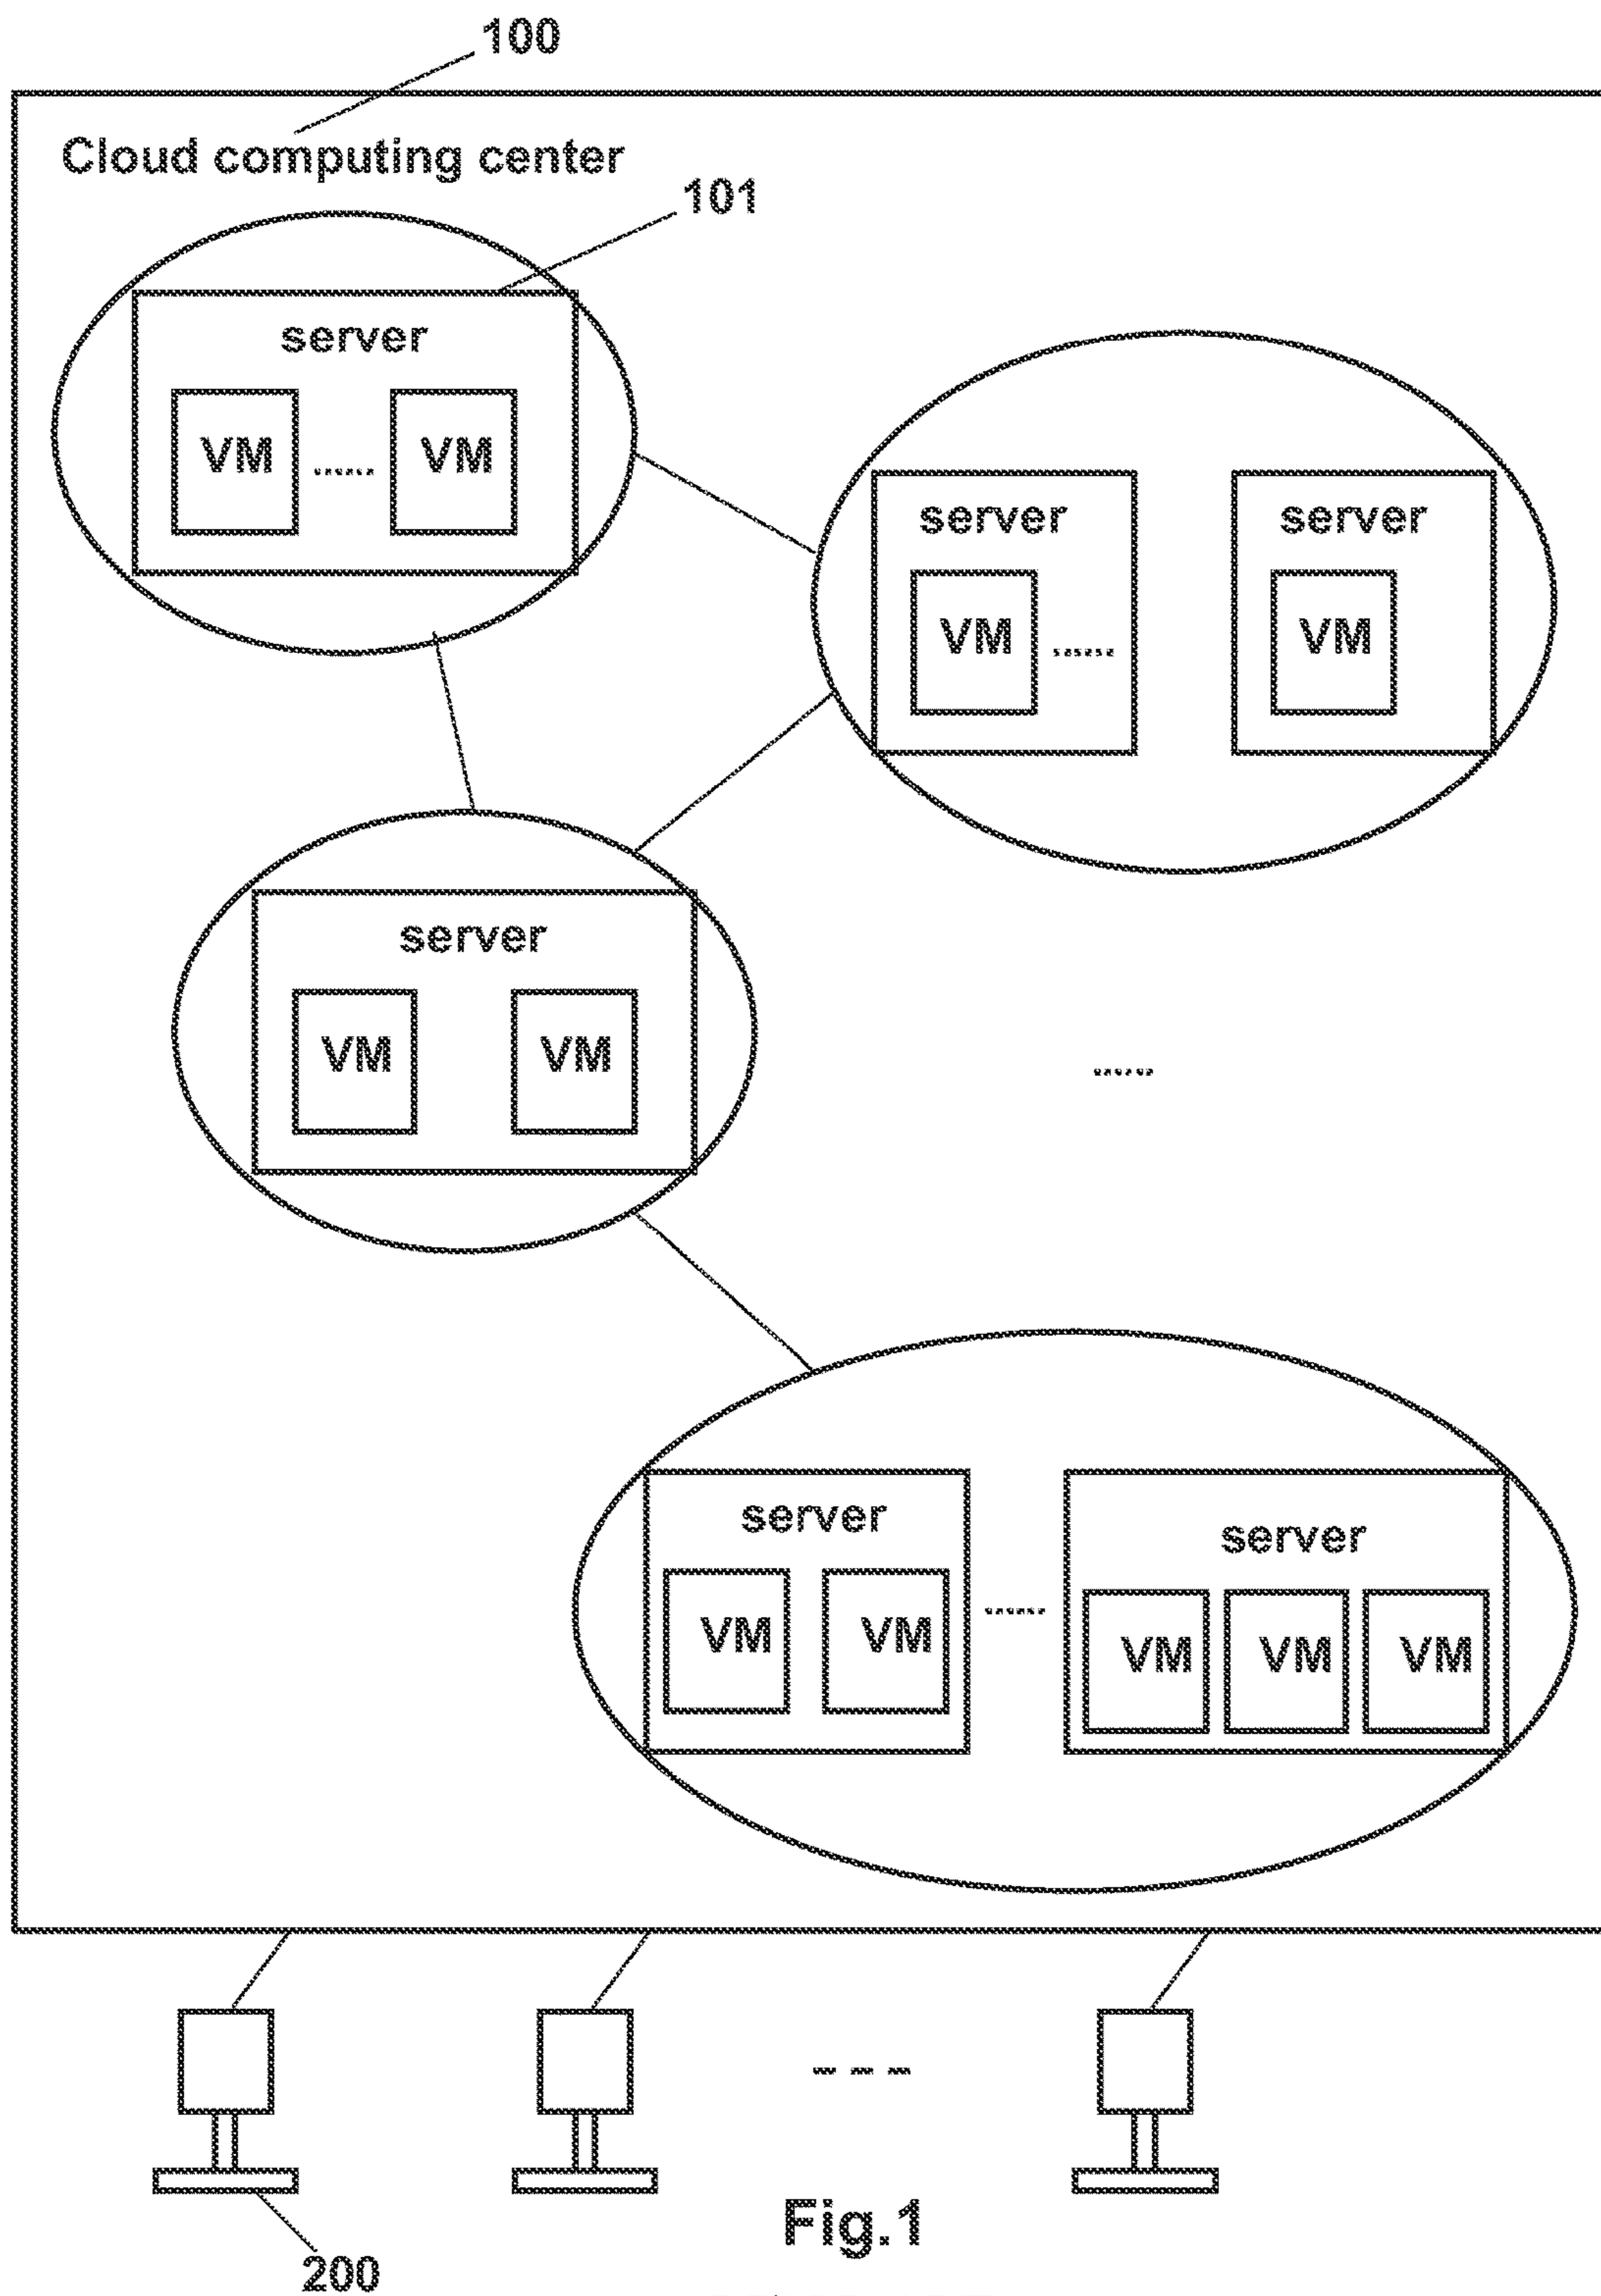 100
Cloud computing center
101
server
VM ...... VM
server server
VM ...... VM
server
VM VM
......
server
server
VM VM ......
VM VM VM
---
Fig.1
200